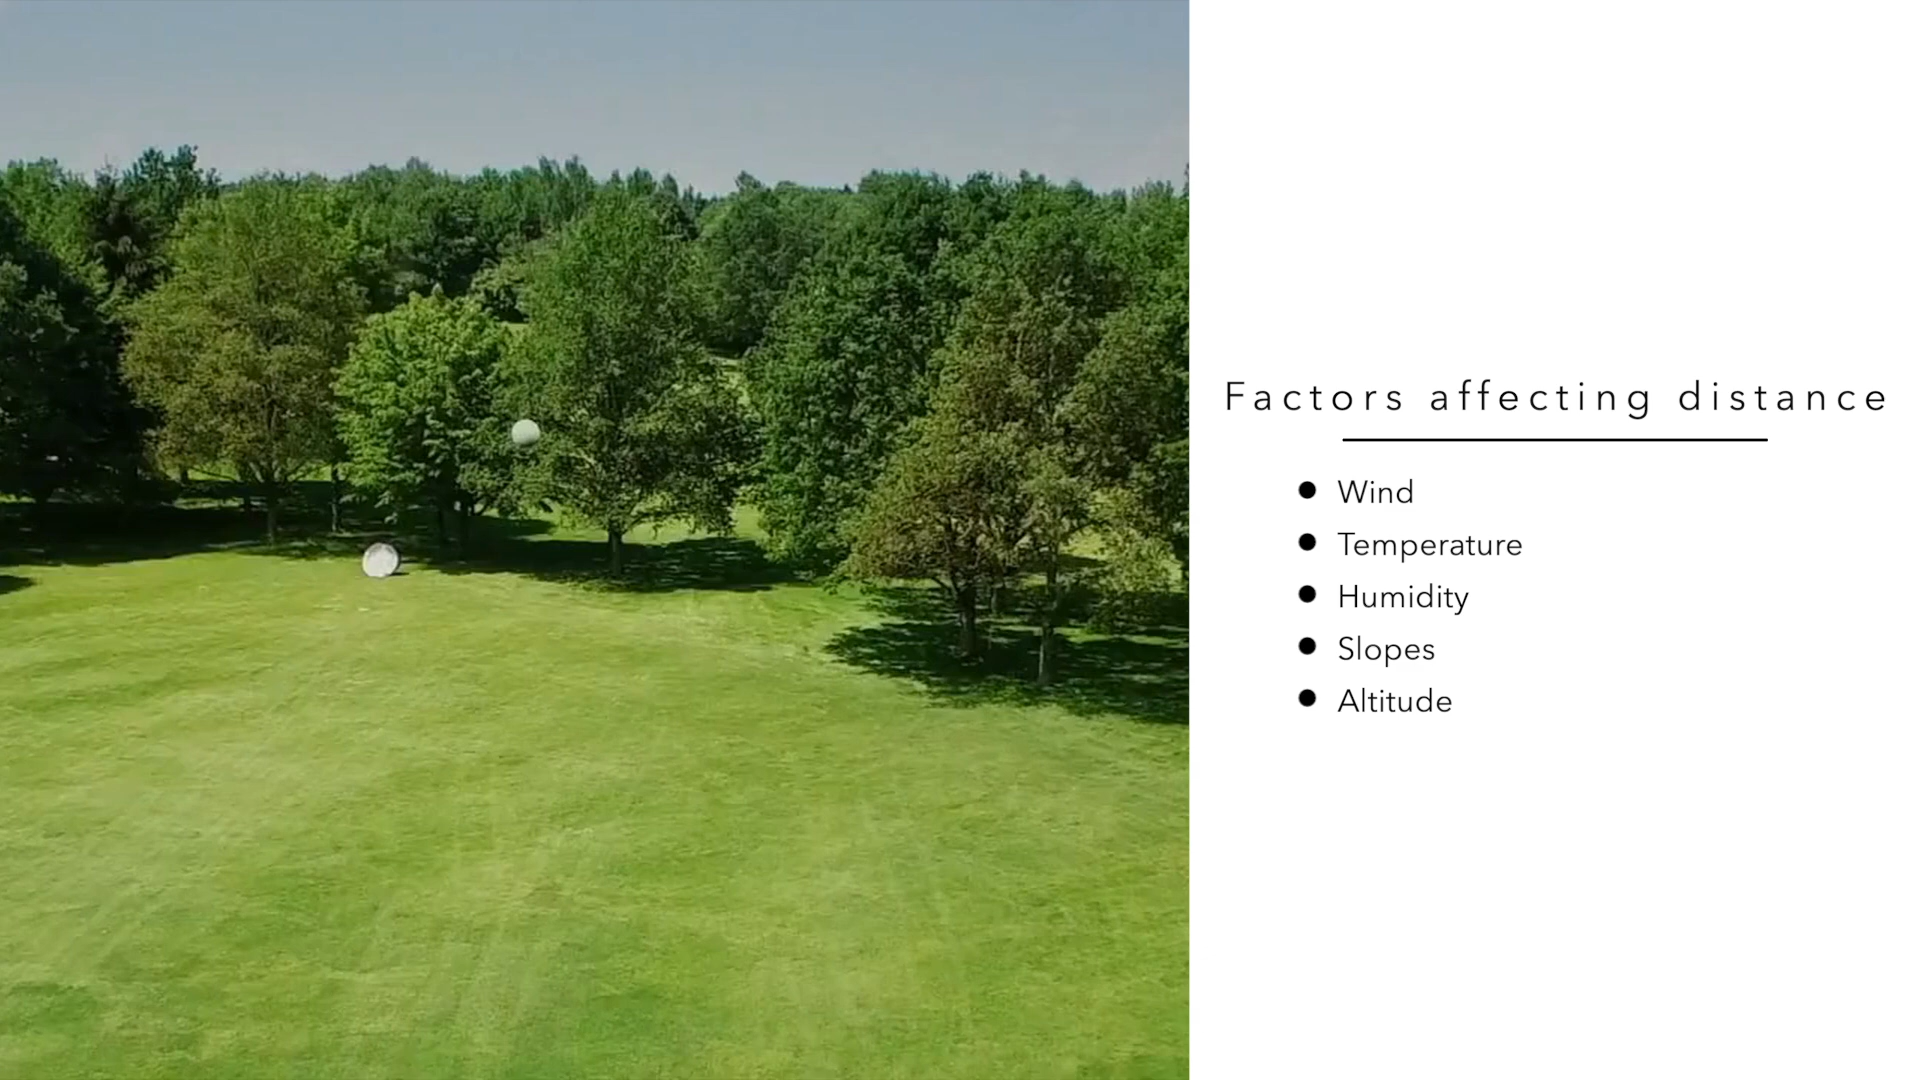 Factors affecting distance
Wind
Temperature
Humidity
Slopes
Altitude